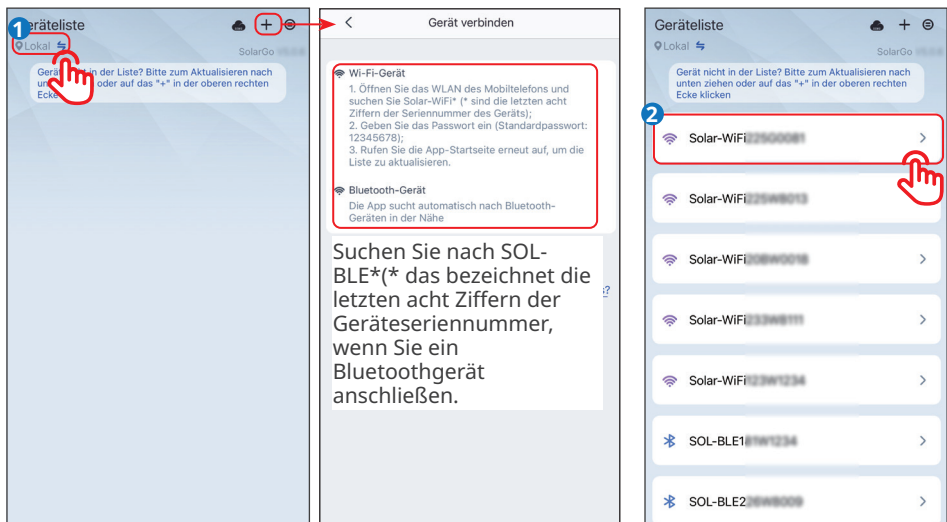 1
Geräteliste
Lokal
SolarGo
Gerät nicht in der Liste? Bitte zum Aktualisieren nach
unten oder auf das "+" in der oberen rechten
Ecke
Gerät verbinden
Wi-Fi-Gerät
1. Öffnen Sie das WLAN des Mobiltelefons und
suchen Sie Solar-WiFi* (* sind die letzten acht
Ziffern der Seriennummer des Geräts);
2. Geben Sie das Passwort ein (Standardpasswort:
12345678);
3. Rufen Sie die App-Startseite erneut auf, um die
Liste zu aktualisieren.
Bluetooth-Gerät
Die App sucht automatisch nach Bluetooth-
Geräten in der Nähe
Suchen Sie nach SOL-
BLE*(* das bezeichnet die
letzten acht Ziffern der
Geräteseriennummer,
wenn Sie ein
Bluetoothgerät
anschließen.
s?
Geräteliste
Lokal
SolarGo
Gerät nicht in der Liste? Bitte zum Aktualisieren nach
unten ziehen oder auf das "+" in der oberen rechten
Ecke klicken
2
Solar-WiFi
Solar-WiFi
Solar-WiFi
Solar-WiFi
Solar-WiFi
SOL-BLE1
SOL-BLE2